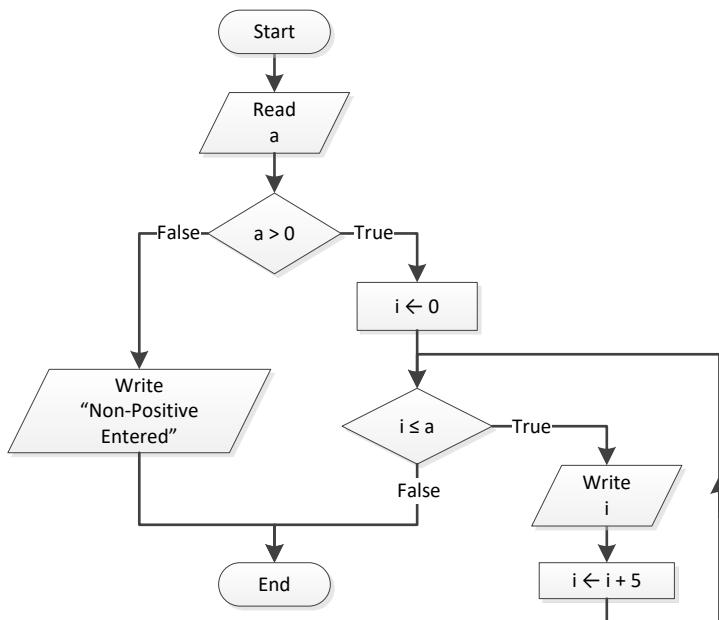 Start
Read
a
a > 0
False
True
i ← 0
Write
“Non-Positive
Entered”
i ≤ a
True
False
Write
i
i ← i + 5
End